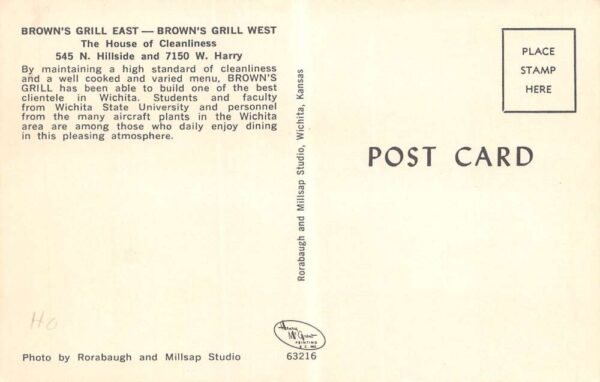 BROWN'S GRILL EAST — BROWN'S GRILL WEST
The House of Cleanliness
545 N. Hillside and 7150 W. Harry
By maintaining a high standard of cleanliness
and a well cooked and varied menu, BROWN'S
GRILL has been able to build one of the best
clientele in Wichita. Students and faculty
from Wichita State University and personnel
from the many aircraft plants in the Wichita
area are among those who daily enjoy dining
in this pleasing atmosphere.
Rorabaugh and Millsap Studio, Wichita, Kansas
PLACE
STAMP
HERE
POST CARD
Henry
McGrew
PRINTING
63216
Photo by Rorabaugh and Millsap Studio